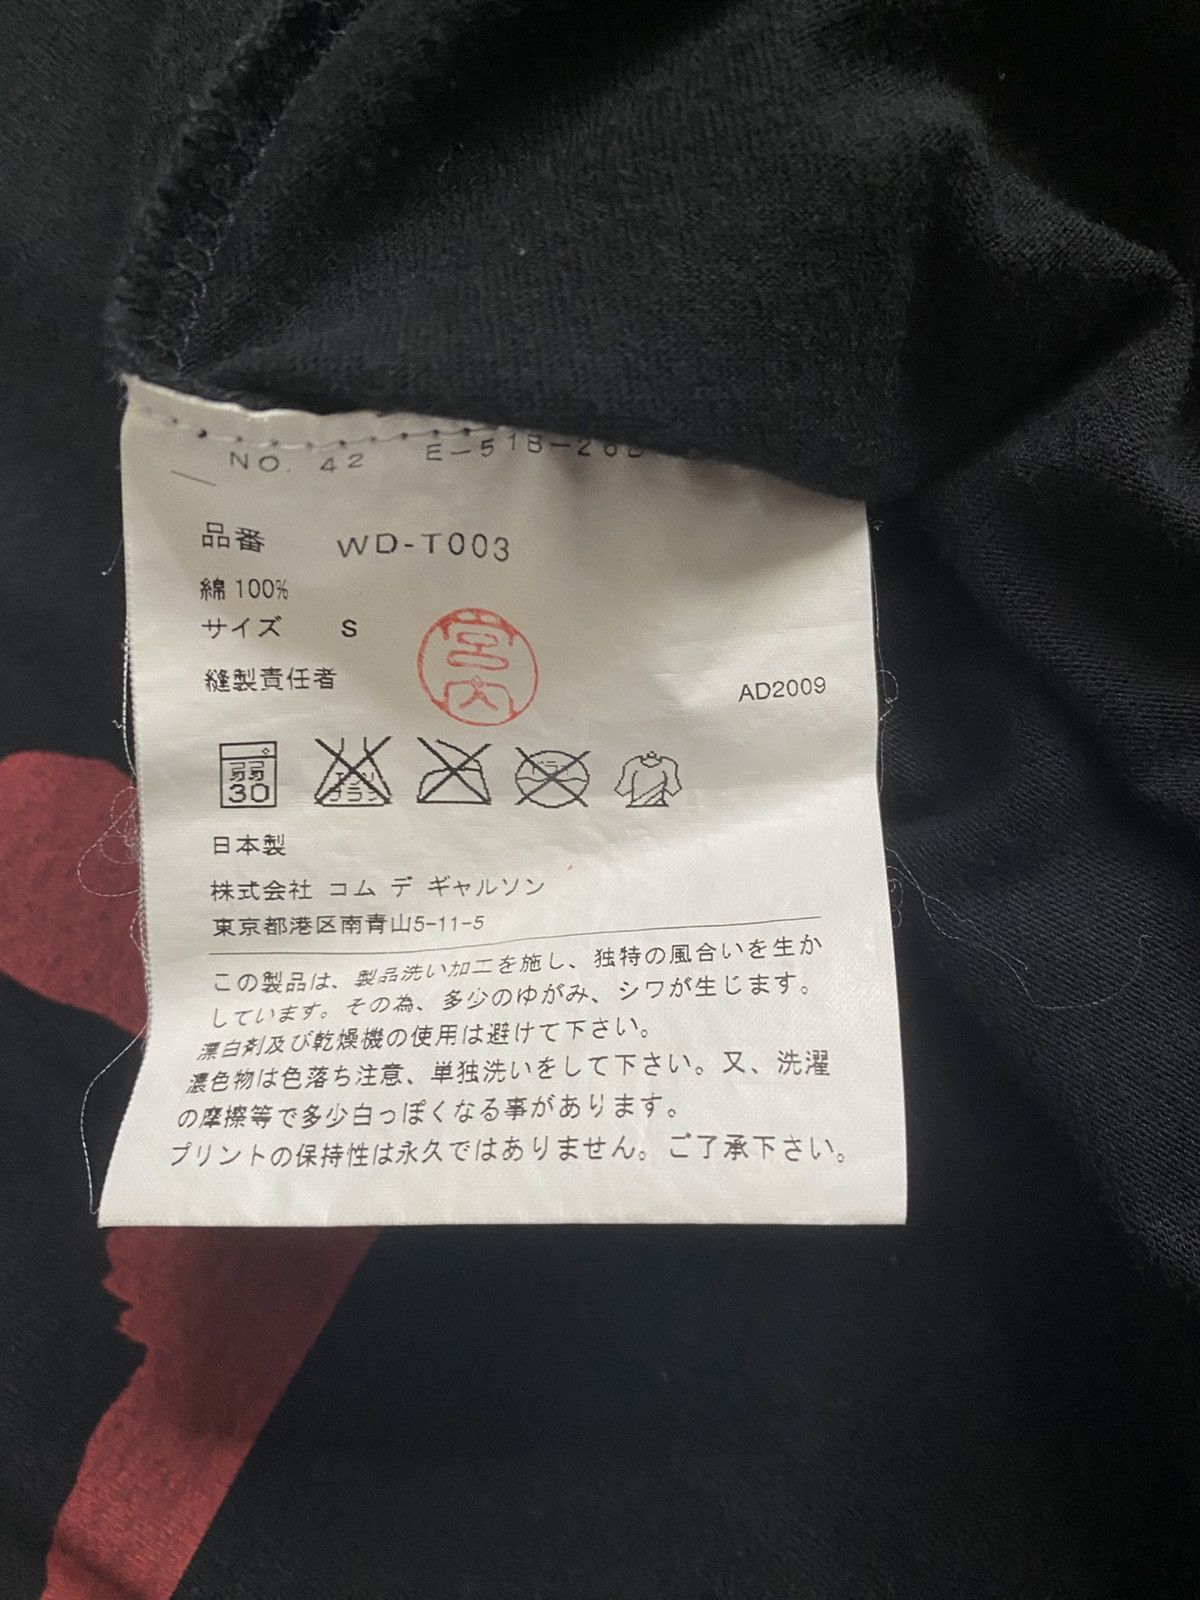 NO. 42 E-51B-26
品番 WD-T003
綿 100%
サイズ S
宮内
縫製責任者
AD2009
弱
30
日本製
株式会社 コム デ ギャルソン
東京都港区南青山5-11-5
この製品は、製品洗い加工を施し、独特の風合いを生か
しています。その為、多少のゆがみ、シワが生じます。
漂白剤及び乾燥機の使用は避けて下さい。
濃色物は色落ち注意、単独洗いをして下さい。又、洗濯
の摩擦等で多少白っぽくなる事があります。
プリントの保持性は永久ではありません。ご了承下さい。